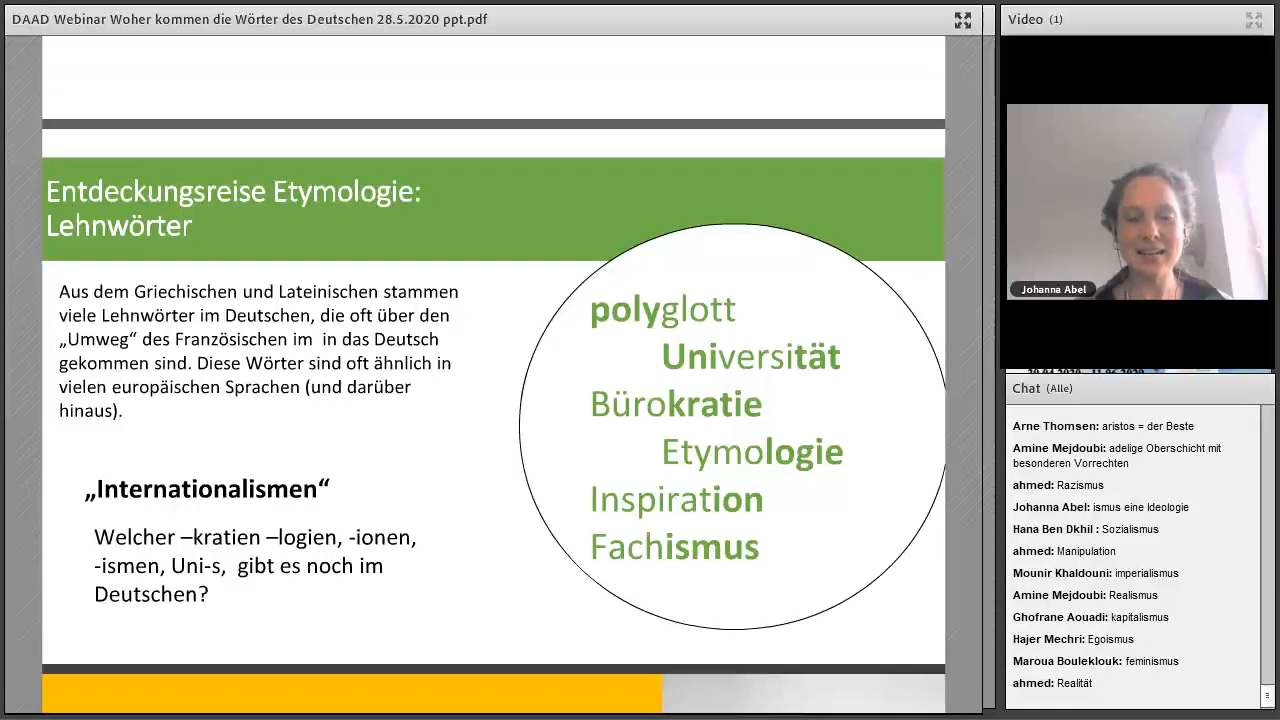 DAAD Webinar Woher kommen die Wörter des Deutschen 28.5.2020 ppt.pdf
Entdeckungsreise Etymologie:
Lehnwörter
Aus dem Griechischen und Lateinischen stammen
viele Lehnwörter im Deutschen, die oft über den
„Umweg“ des Französischen im  in das Deutsch
gekommen sind. Diese Wörter sind oft ähnlich in
vielen europäischen Sprachen (und darüber
hinaus).
„Internationalismen“
Welcher –kratien –logien, -ionen,
-ismen, Uni-s,  gibt es noch im
Deutschen?
polyglott
Universität
Bürokratie
Etymologie
Inspiration
Fachismus
Video (1)
Johanna Abel
Chat (Alle)
Arne Thomsen: aristos = der Beste
Amine Mejdoubi: adelige Oberschicht mit
besonderen Vorrechten
ahmed: Razismus
Johanna Abel: ismus eine Ideologie
Hana Ben Dkhil : Sozialismus
ahmed: Manipulation
Mounir Khaldouni: imperialismus
Amine Mejdoubi: Realismus
Ghofrane Aouadi: kapitalismus
Hajer Mechri: Egoismus
Maroua Bouleklouk: feminismus
ahmed: Realität